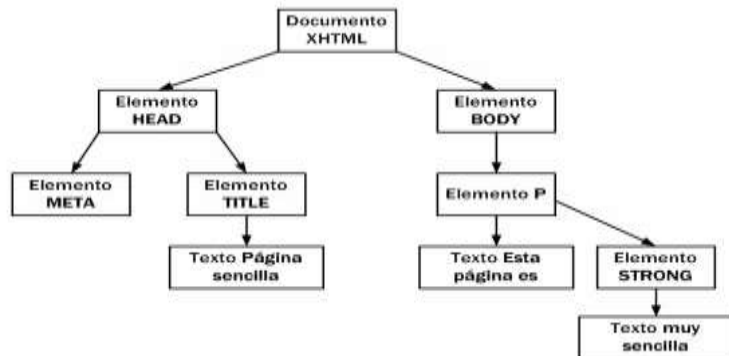 Documento
XHTML
Elemento
HEAD
Elemento
BODY
Elemento
META
Elemento
TITLE
Elemento P
Texto Página
sencilla
Texto Esta
página es
Elemento
STRONG
Texto muy
sencilla